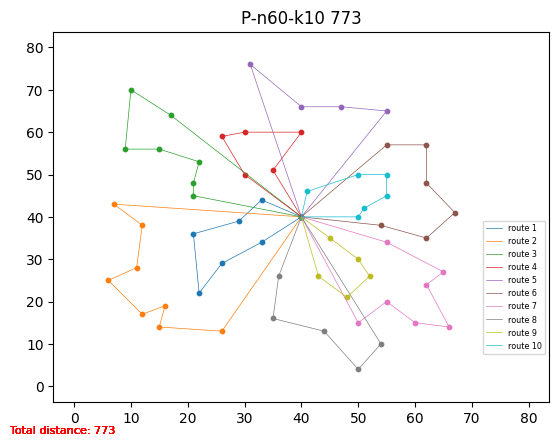 P-n60-k10 773
80
70
60
50
40
30
20
10
0
0 10 20 30 40 50 60 70 80
route 1
route 2
route 3
route 4
route 5
route 6
route 7
route 8
route 9
route 10
Total distance: 773